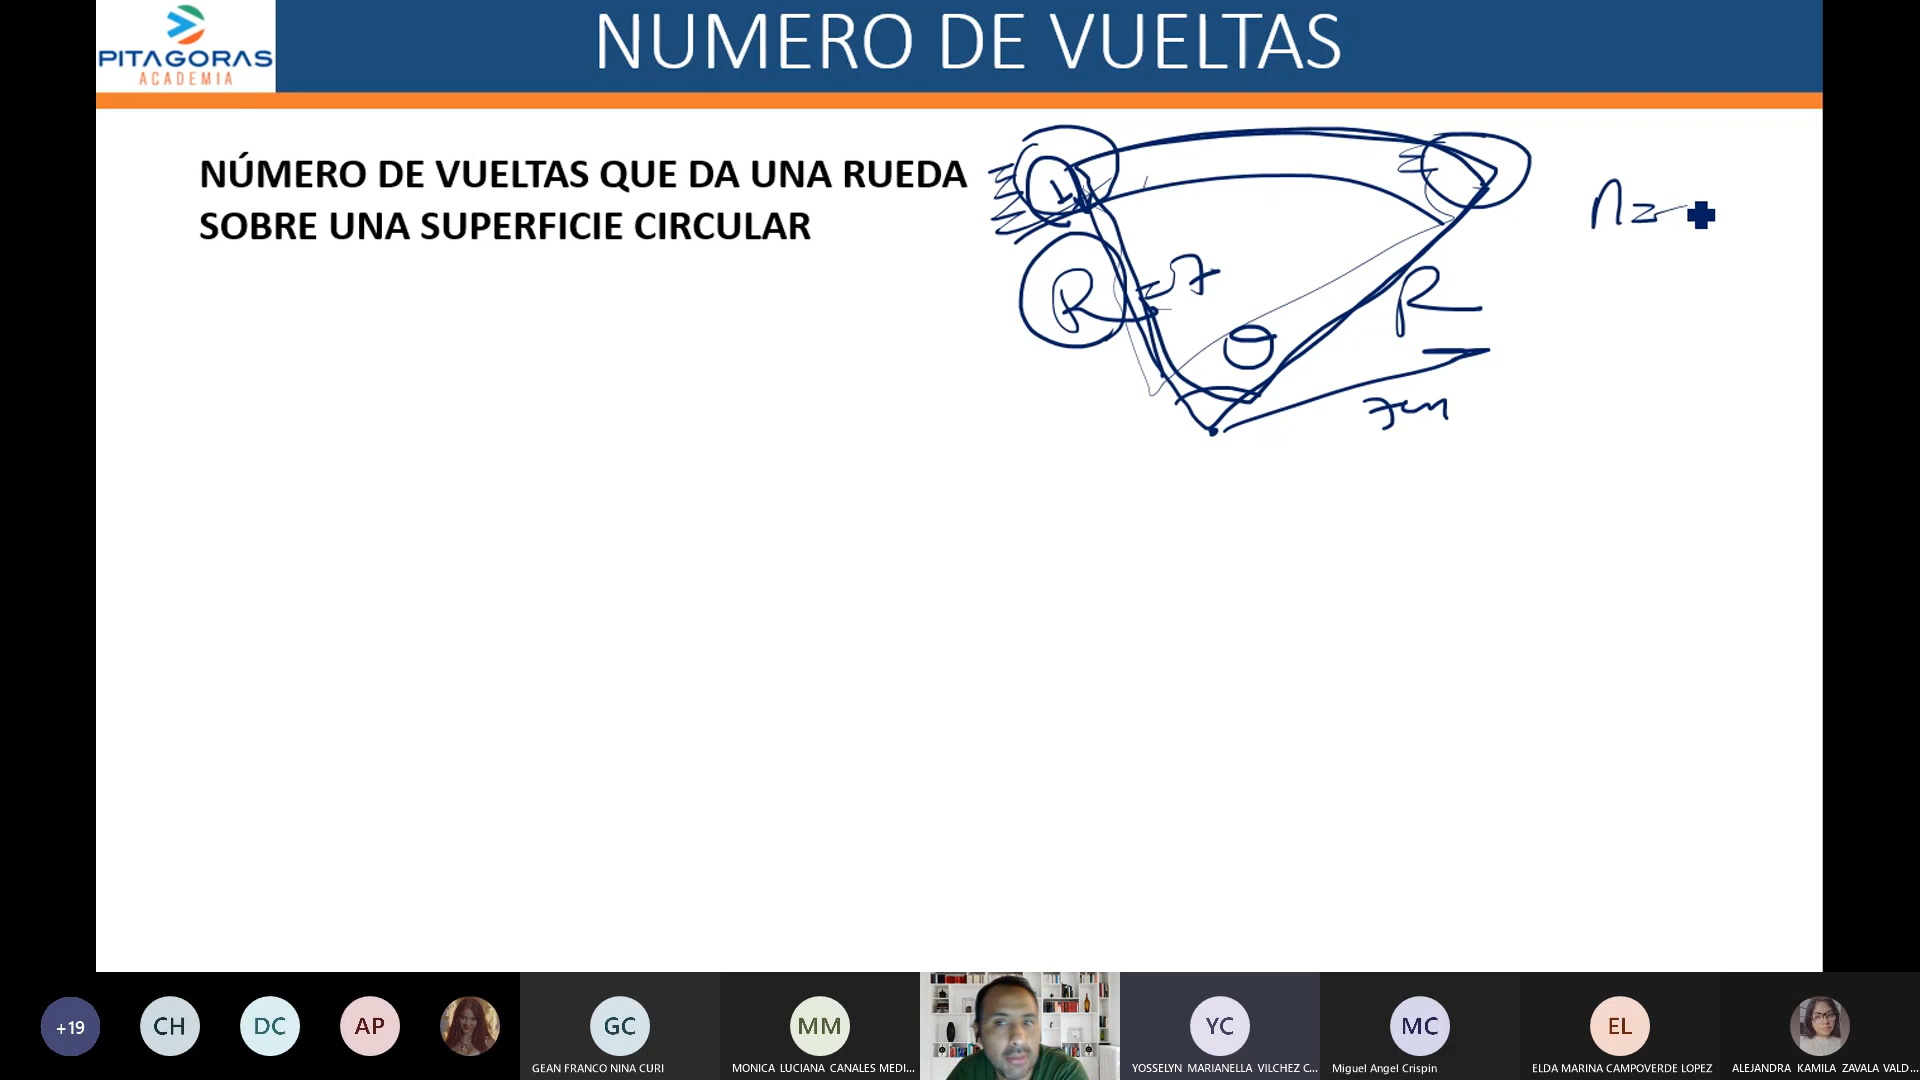 PITAGORAS
ACADEMIA
NUMERO DE VUELTAS
NÚMERO DE VUELTAS QUE DA UNA RUEDA
SOBRE UNA SUPERFICIE CIRCULAR
n=
R=7
θ
R
7cm
+19
CH
DC
AP
GC
MM
YC
MC
EL
GEAN FRANCO NINA CURI
MONICA LUCIANA CANALES MEDI...
YOSSELYN MARIANELLA VILCHEZ C...
Miguel Angel Crispin
ELDA MARINA CAMPOVERDE LOPEZ
ALEJANDRA KAMILA ZAVALA VALD...